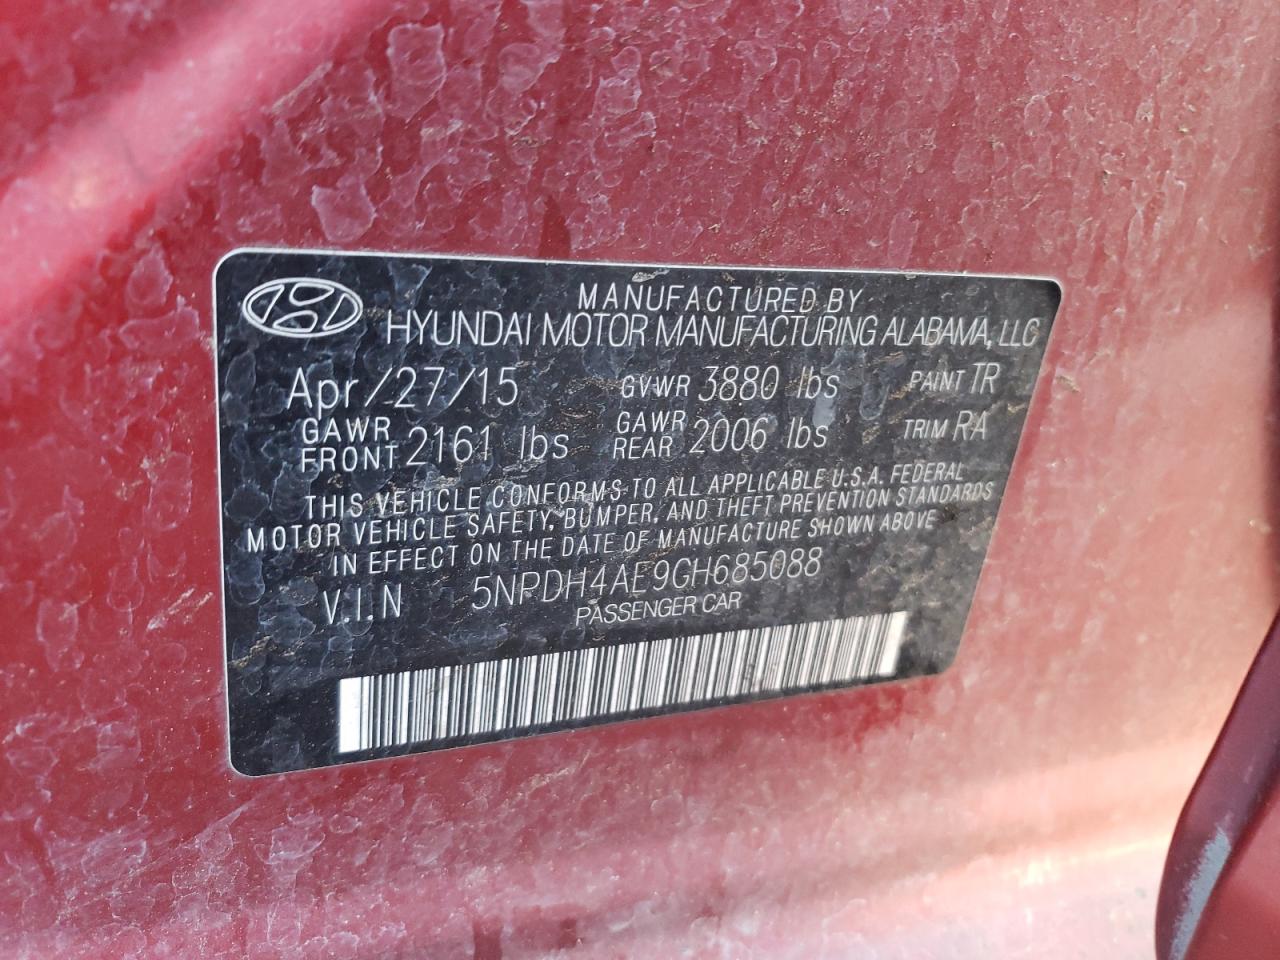 MANUFACTURED BY
HYUNDAI MOTOR MANUFACTURING ALABAMA, LLC
Apr/27/15 GVWR 3880 lbs PAINT TR
GAWR FRONT 2161 lbs GAWR REAR 2006 lbs TRIM RA
THIS VEHICLE CONFORMS TO ALL APPLICABLE U.S.A. FEDERAL
MOTOR VEHICLE SAFETY, BUMPER, AND THEFT PREVENTION STANDARDS
IN EFFECT ON THE DATE OF MANUFACTURE SHOWN ABOVE
V.I.N 5NPDH4AE9GH685088
PASSENGER CAR